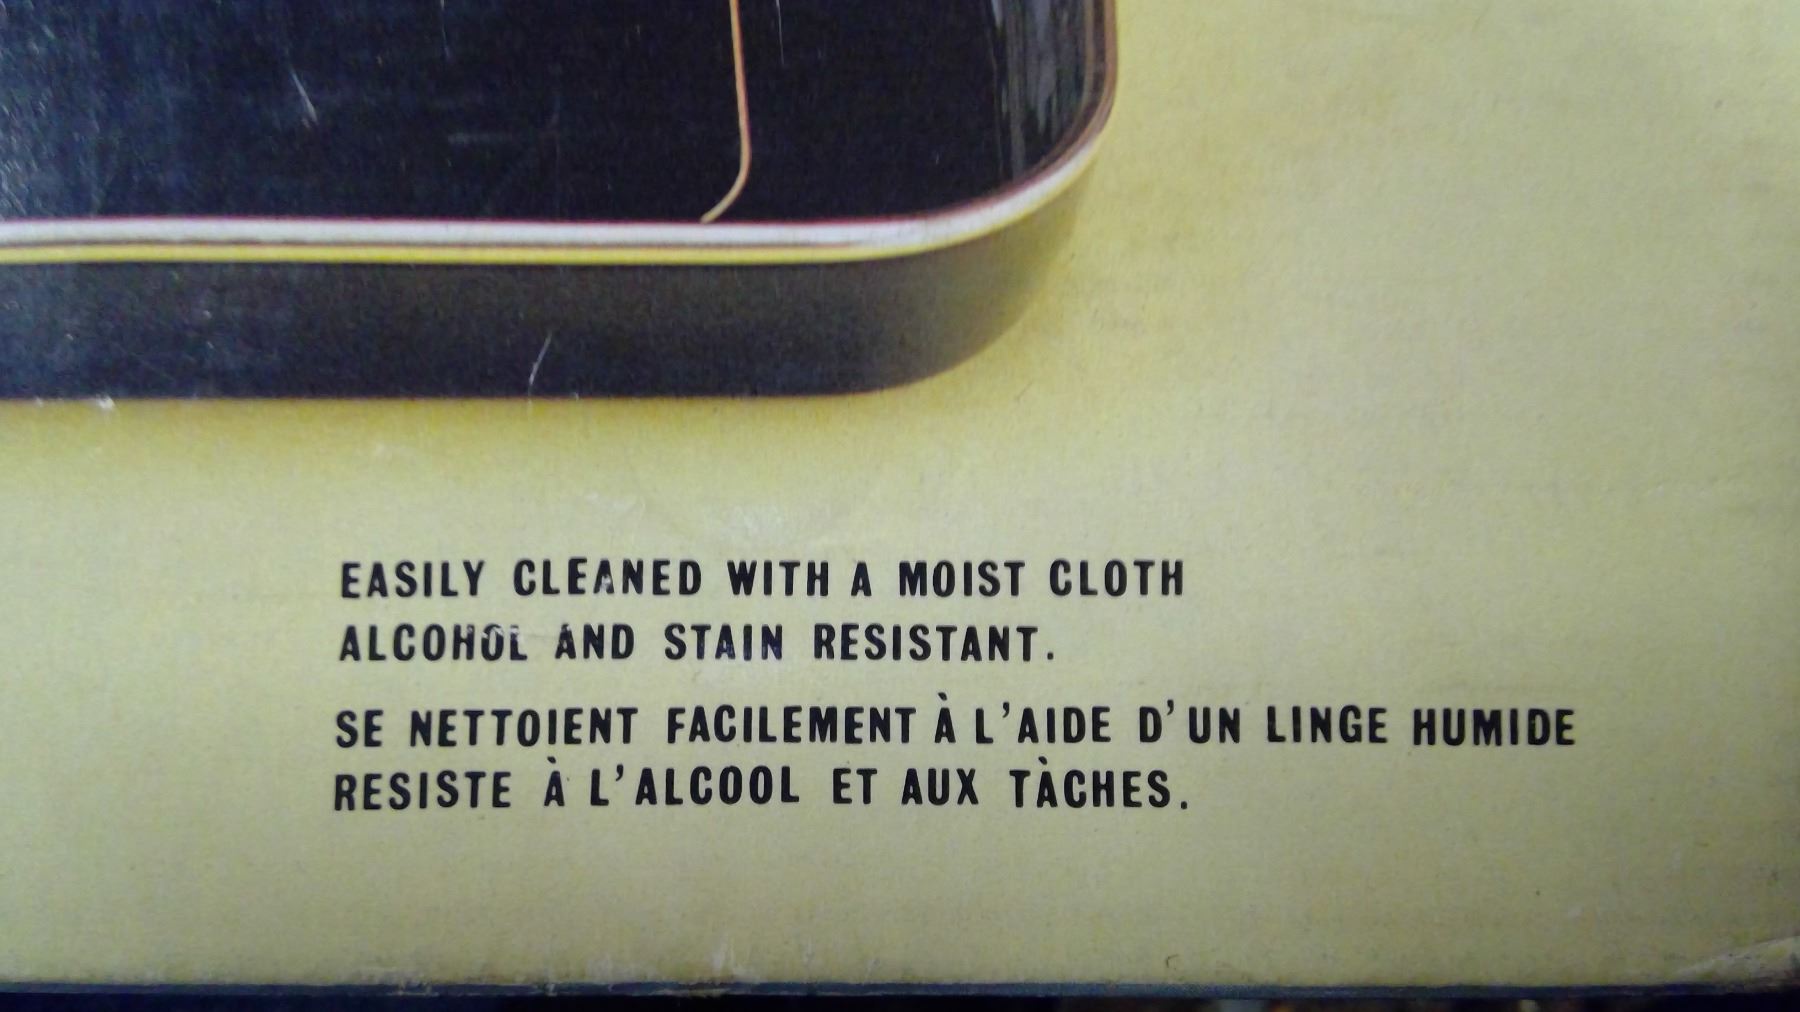 EASILY CLEANED WITH A MOIST CLOTH
ALCOHOL AND STAIN RESISTANT.
SE NETTOIENT FACILEMENT À L'AIDE D'UN LINGE HUMIDE
RESISTE À L'ALCOOL ET AUX TÀCHES.